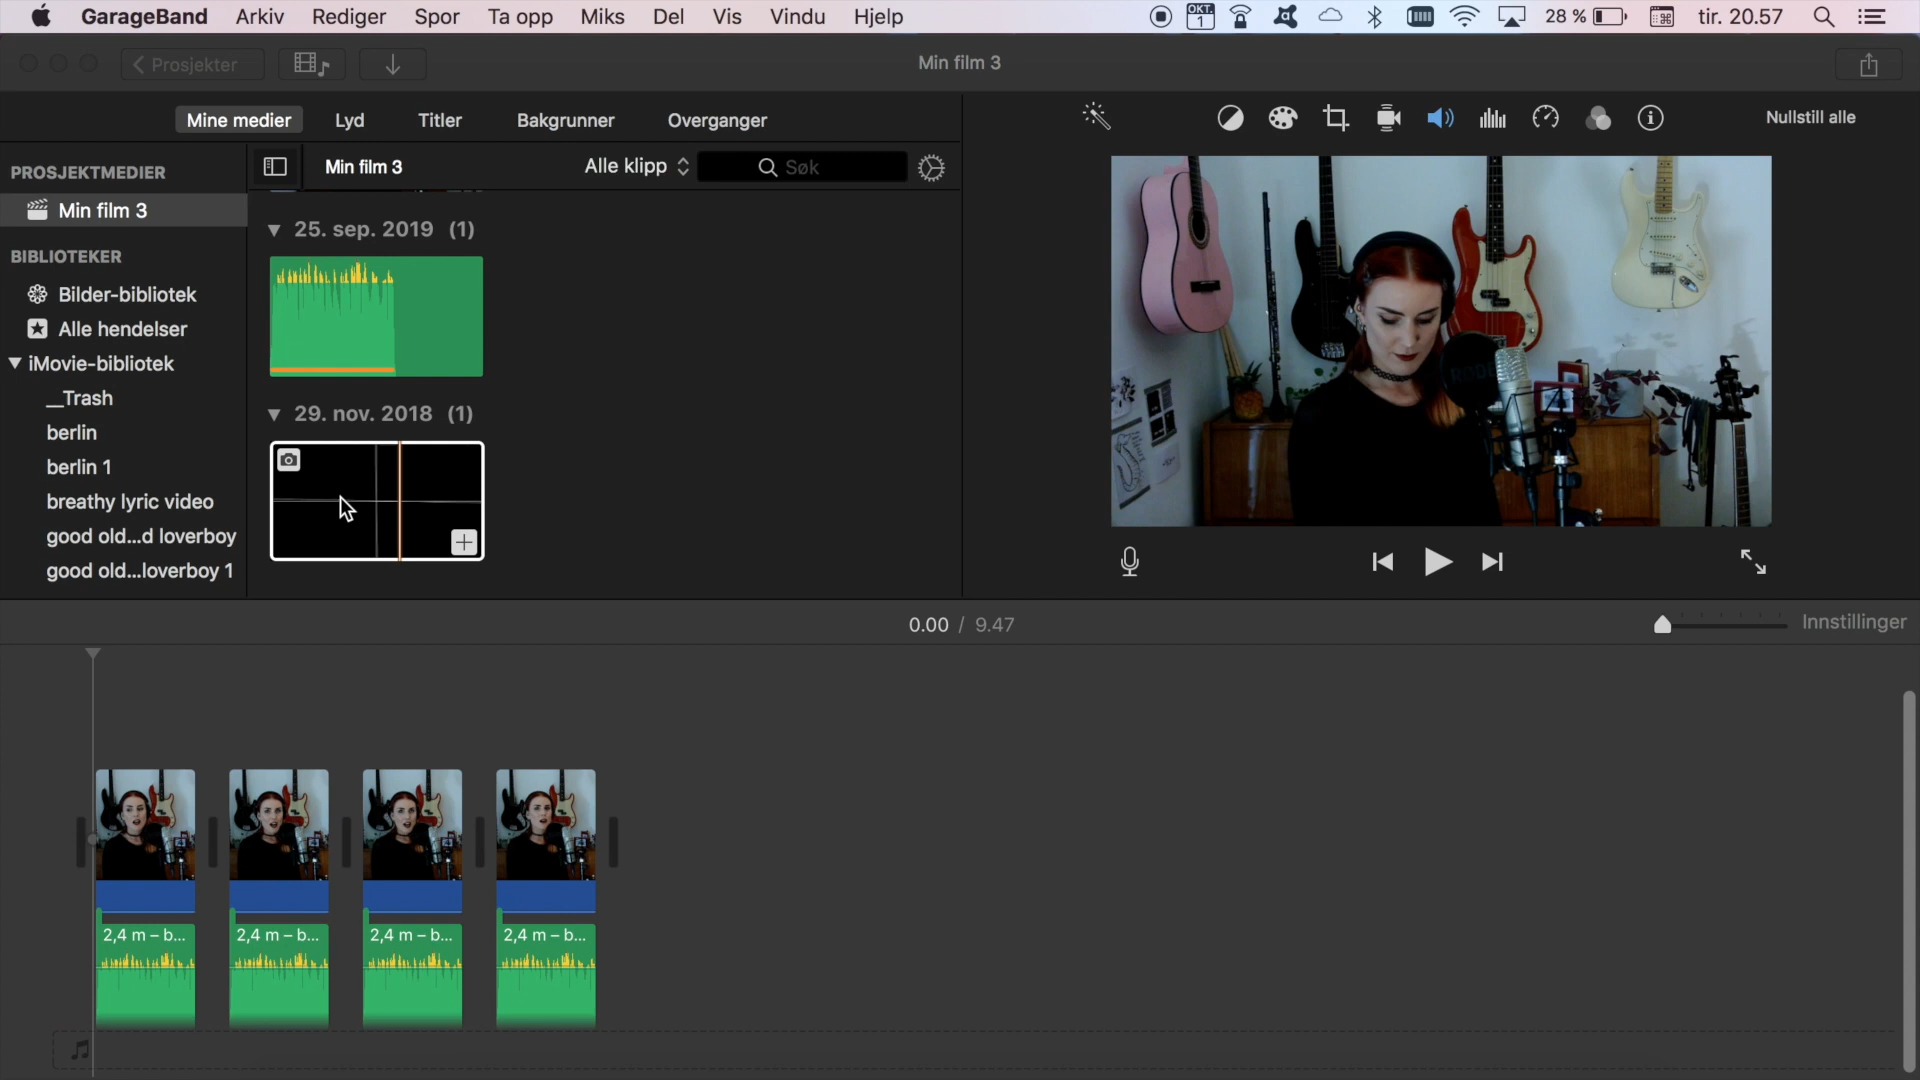 GarageBand Arkiv Rediger Spor Ta opp Miks Del Vis Vindu Hjelp OKT. 1 28 % tir. 20.57
Prosjekter Min film 3
Mine medier Lyd Titler Bakgrunner Overganger Nullstill alle
PROSJEKTMEDIER Min film 3 Alle klipp Søk
Min film 3
25. sep. 2019 (1)
BIBLIOTEKER
Bilder-bibliotek
Alle hendelser
iMovie-bibliotek
__Trash
29. nov. 2018 (1)
berlin
berlin 1
breathy lyric video
good old...d loverboy
good old...loverboy 1
RODE
0.00 / 9.47 Innstillinger
2,4 m – b... 2,4 m – b... 2,4 m – b... 2,4 m – b...